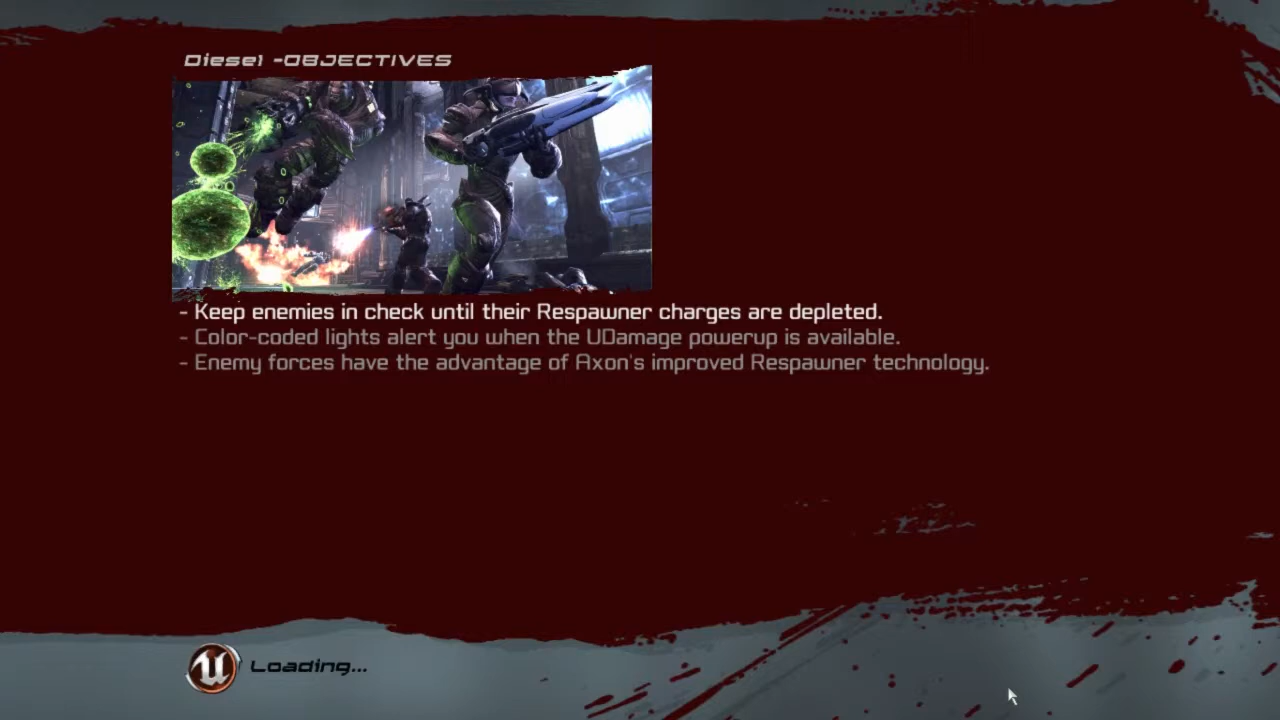 Diesel -OBJECTIVES
- Keep enemies in check until their Respawner charges are depleted.
- Color-coded lights alert you when the UDamage powerup is available.
- Enemy forces have the advantage of Axon's improved Respawner technology.
Loading...